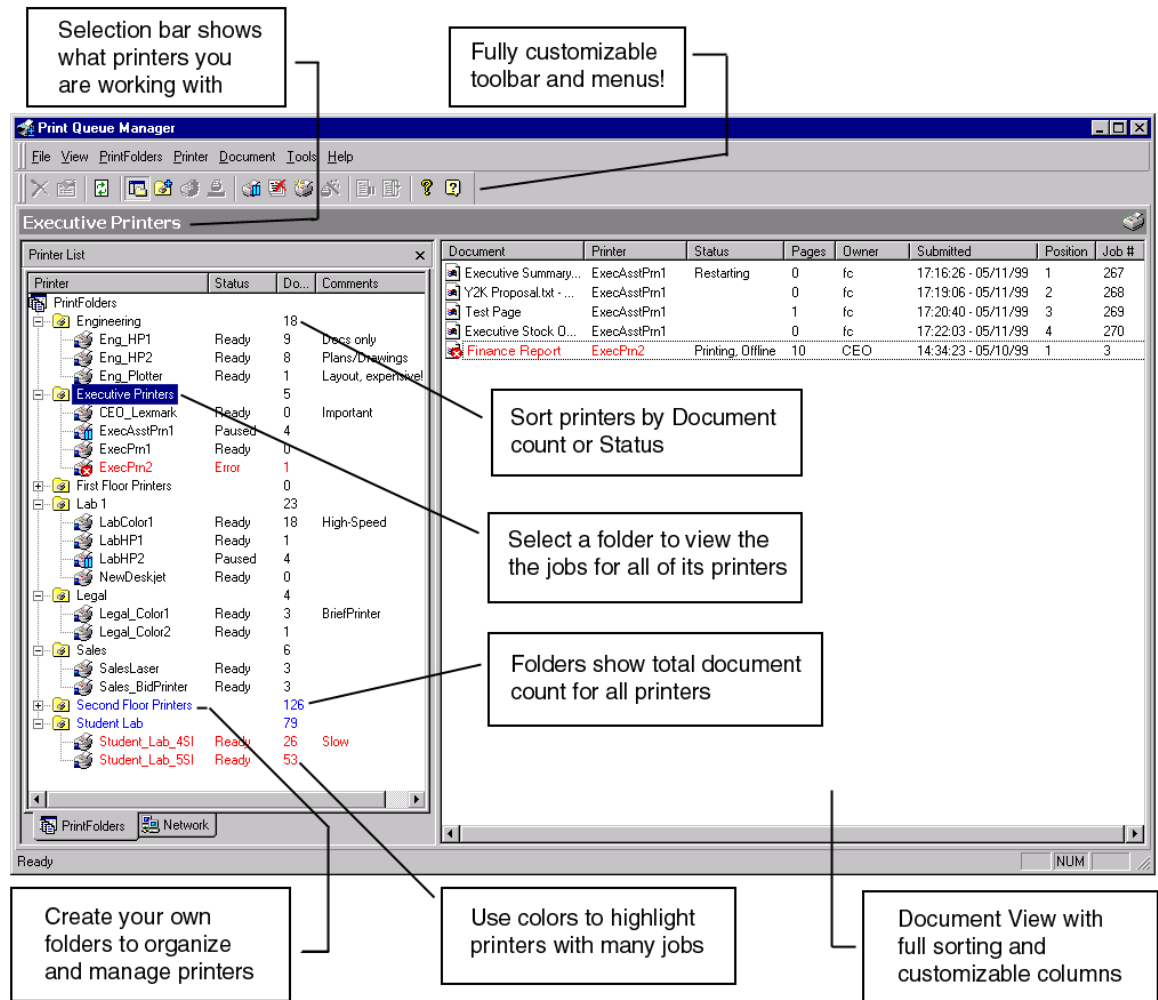 Selection bar shows
what printers you
are working with
Fully customizable
toolbar and menus!
Print Queue Manager
File View PrintFolders Printer Document Tools Help
Executive Printers
Printer List
Printer Status Do... Comments
PrintFolders
Engineering 18
Eng_HP1 Ready 9 Docs only
Eng_HP2 Ready 8 Plans/Drawings
Eng_Plotter Ready 1 Layout, expensive!
Executive Printers 5
CEO_Lexmark Ready 0 Important
ExecAsstPrn1 Paused 4
ExecPrn1 Ready 0
ExecPrn2 Error 1
First Floor Printers 0
Lab 1 23
LabColor1 Ready 18 High-Speed
LabHP1 Ready 1
LabHP2 Paused 4
NewDeskjet Ready 0
Legal 4
Legal_Color1 Ready 3 BriefPrinter
Legal_Color2 Ready 1
Sales 6
SalesLaser Ready 3
Sales_BidPrinter Ready 3
Second Floor Printers 126
Student Lab 79
Student_Lab_4SI Ready 26 Slow
Student_Lab_5SI Ready 53
PrintFolders Network
Document Printer Status Pages Owner Submitted Position Job #
Executive Summary... ExecAsstPrn1 Restarting 0 fc 17:16:26 - 05/11/99 1 267
Y2K Proposal.txt - ... ExecAsstPrn1 0 fc 17:19:06 - 05/11/99 2 268
Test Page ExecAsstPrn1 1 fc 17:20:40 - 05/11/99 3 269
Executive Stock O... ExecAsstPrn1 0 fc 17:22:03 - 05/11/99 4 270
Finance Report ExecPrn2 Printing, Offline 10 CEO 14:34:23 - 05/10/99 1 3
Sort printers by Document
count or Status
Select a folder to view the
the jobs for all of its printers
Folders show total document
count for all printers
Ready NUM
Create your own
folders to organize
and manage printers
Use colors to highlight
printers with many jobs
Document View with
full sorting and
customizable columns